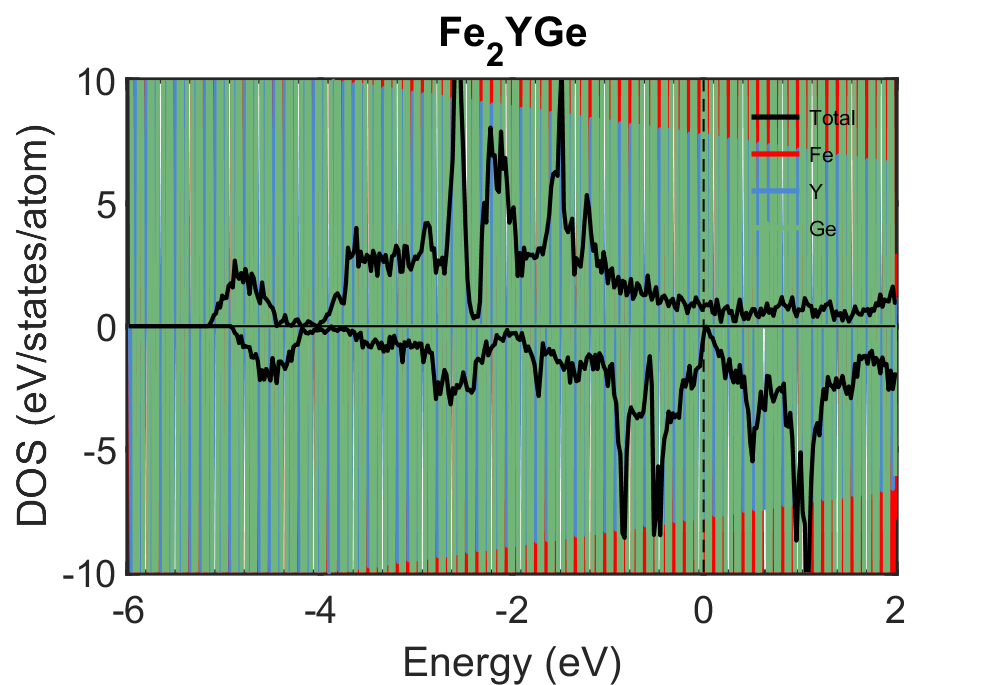 Fe2YGe
DOS (eV/states/atom)
10
5
0
-5
-10
Total
Fe
Y
Ge
-6
-4
-2
0
2
Energy (eV)